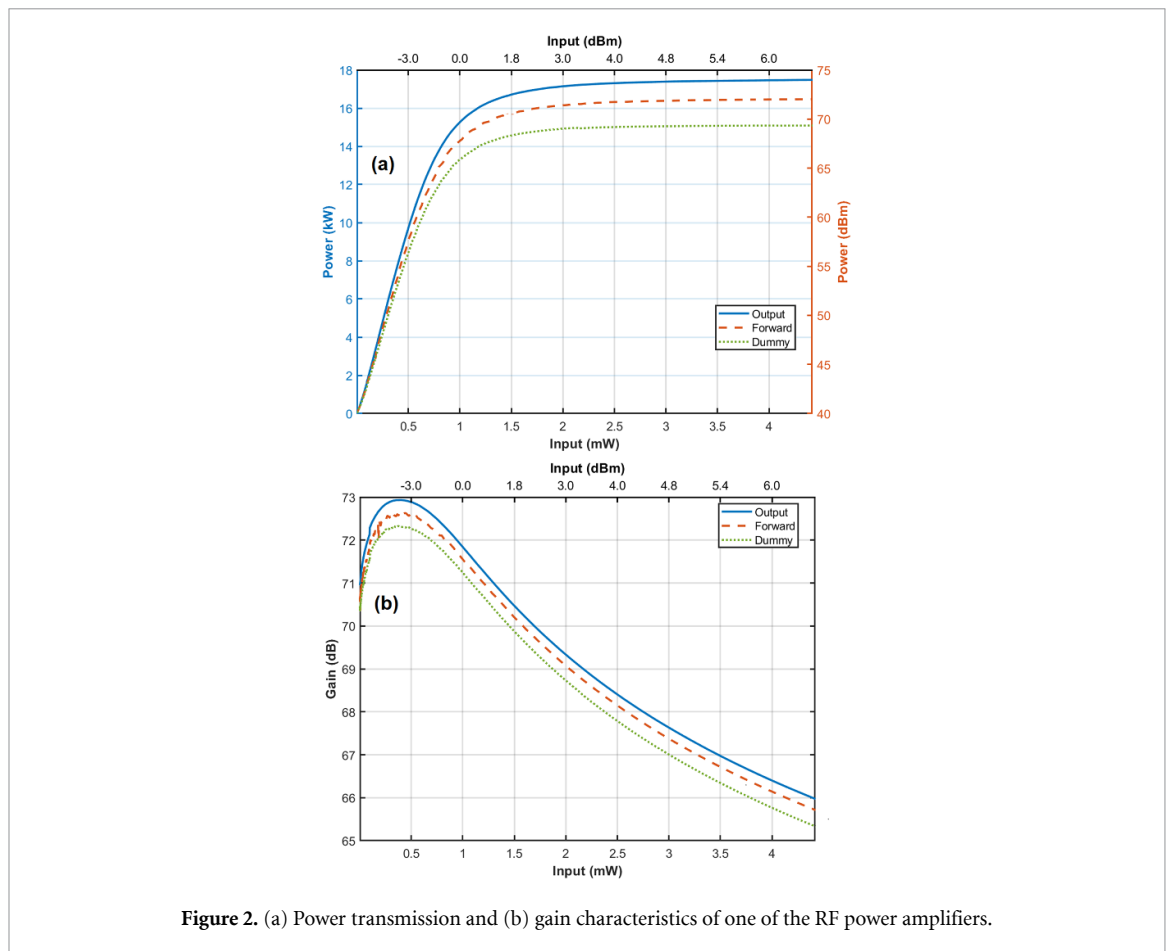 Input (dBm)
-3.0 0.0 1.8 3.0 4.0 4.8 5.4 6.0
18 75
16 70
14 65
12
10 60
8 55
6 50
4 45
2
0 40
(a)
Power (kW)
Power (dBm)
Output
Forward
Dummy
0.5 1 1.5 2 2.5 3 3.5 4
Input (mW)
Input (dBm)
-3.0 0.0 1.8 3.0 4.0 4.8 5.4 6.0
73
72
71
70
69
68
67
66
65
(b)
Gain (dB)
Output
Forward
Dummy
0.5 1 1.5 2 2.5 3 3.5 4
Input (mW)
Figure 2. (a) Power transmission and (b) gain characteristics of one of the RF power amplifiers.